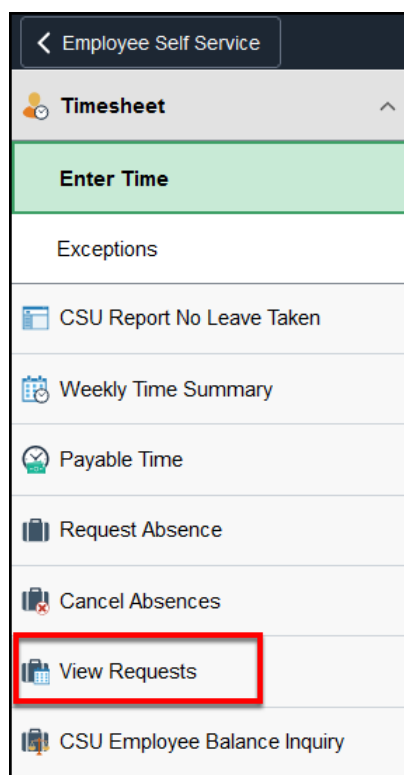 Employee Self Service
Timesheet
Enter Time
Exceptions
CSU Report No Leave Taken
Weekly Time Summary
Payable Time
Request Absence
Cancel Absences
View Requests
CSU Employee Balance Inquiry